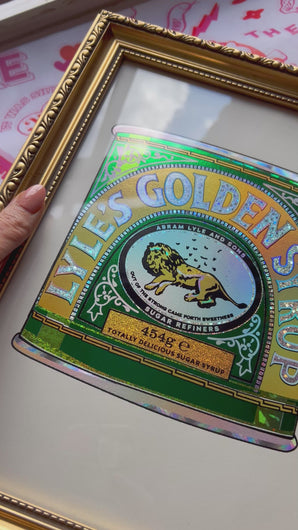 LYLE'S GOLDEN SYRUP
ABRAM LYLE AND SONS
OUT OF THE STRONG CAME FORTH SWEETNESS
SUGAR REFINERS
454g e
TOTALLY DELICIOUS SUGAR SYRUP
THE